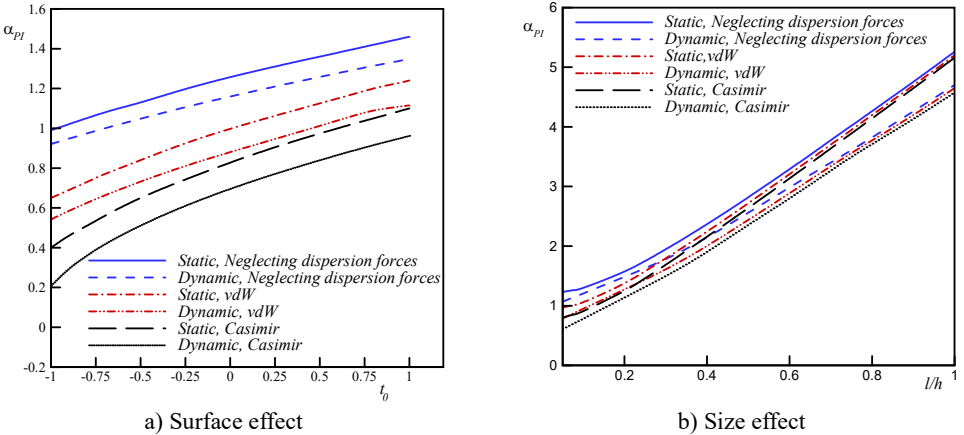 α_PI
1.6
1.4
1.2
1
0.8
0.6
0.4
0.2
0
-0.2
Static, Neglecting dispersion forces
Dynamic, Neglecting dispersion forces
Static, vdW
Dynamic, vdW
Static, Casimir
Dynamic, Casimir
-1 -0.75 -0.5 -0.25 0 0.25 0.5 0.75 1
t_0
a) Surface effect
α_PI
6
5
4
3
2
1
0
Static, Neglecting dispersion forces
Dynamic, Neglecting dispersion forces
Static,vdW
Dynamic, vdW
Static, Casimir
Dynamic, Casimir
0.2 0.4 0.6 0.8 1
l/h
b) Size effect